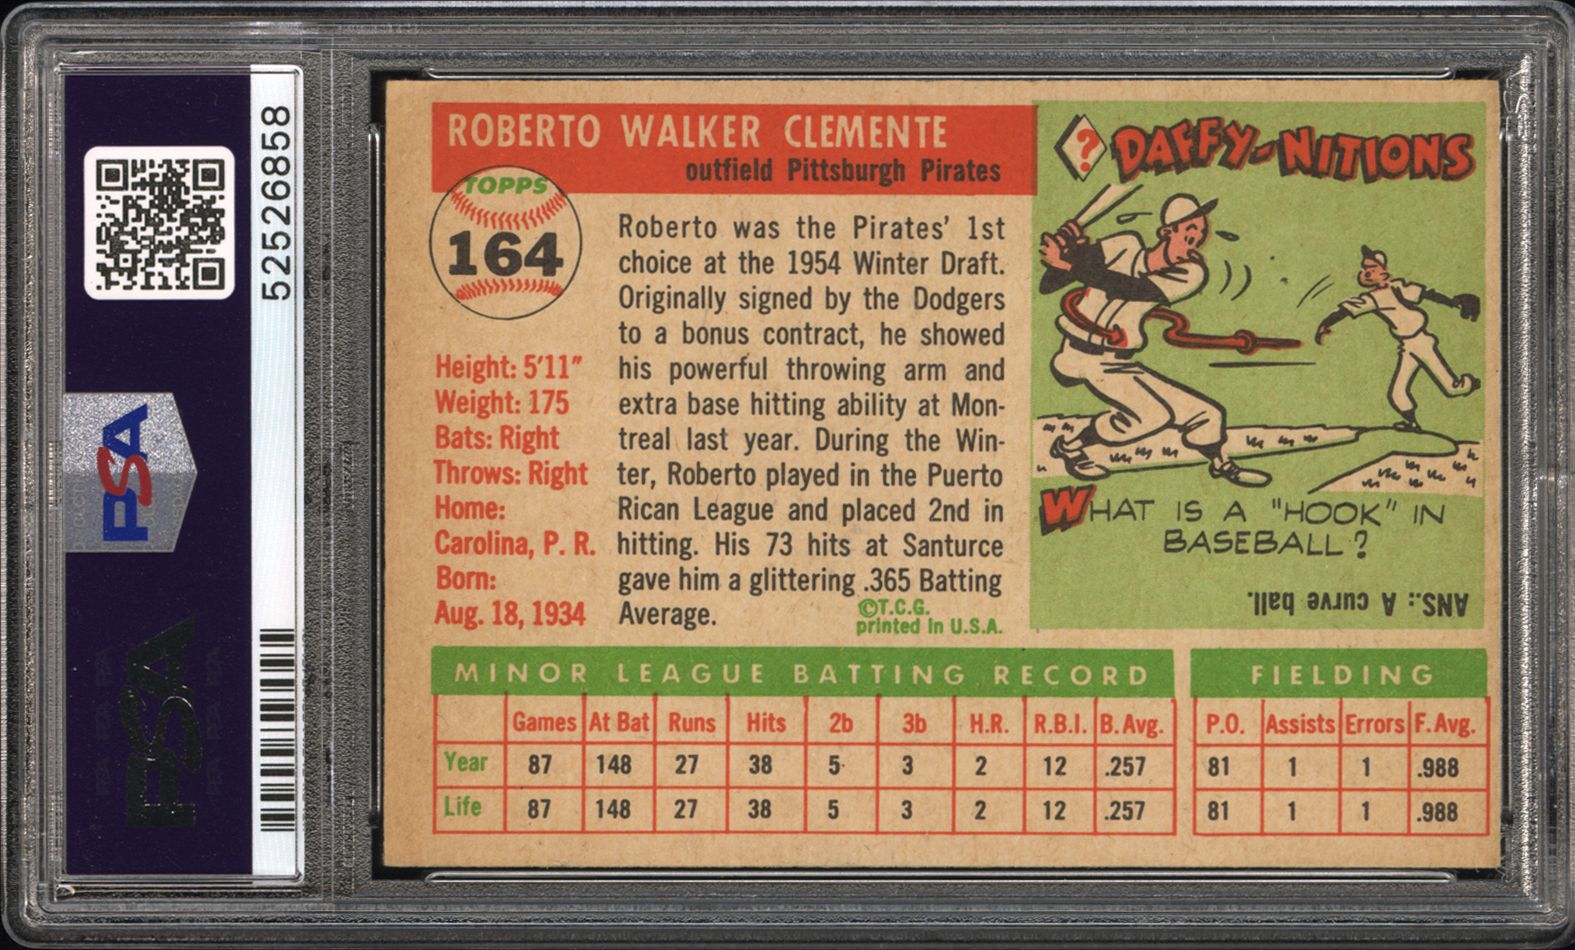 52526858
PSA
PSA
ROBERTO WALKER CLEMENTE
outfield Pittsburgh Pirates
TOPPS
164
Height: 5'11"
Weight: 175
Bats: Right
Throws: Right
Home:
Carolina, P. R.
Born:
Aug. 18, 1934
Roberto was the Pirates' 1st
choice at the 1954 Winter Draft.
Originally signed by the Dodgers
to a bonus contract, he showed
his powerful throwing arm and
extra base hitting ability at Mon-
treal last year. During the Win-
ter, Roberto played in the Puerto
Rican League and placed 2nd in
hitting. His 73 hits at Santurce
gave him a glittering .365 Batting
Average.
©T.C.G.
printed in U.S.A.
? DAFFY-NITIONS
WHAT IS A "HOOK" IN
BASEBALL?
ANS.: A curve ball.
MINOR LEAGUE BATTING RECORD
Games At Bat Runs Hits 2b 3b H.R. R.B.I. B. Avg.
Year 87 148 27 38 5 3 2 12 .257
Life 87 148 27 38 5 3 2 12 .257
FIELDING
P.O. Assists Errors F. Avg.
81 1 1 .988
81 1 1 .988